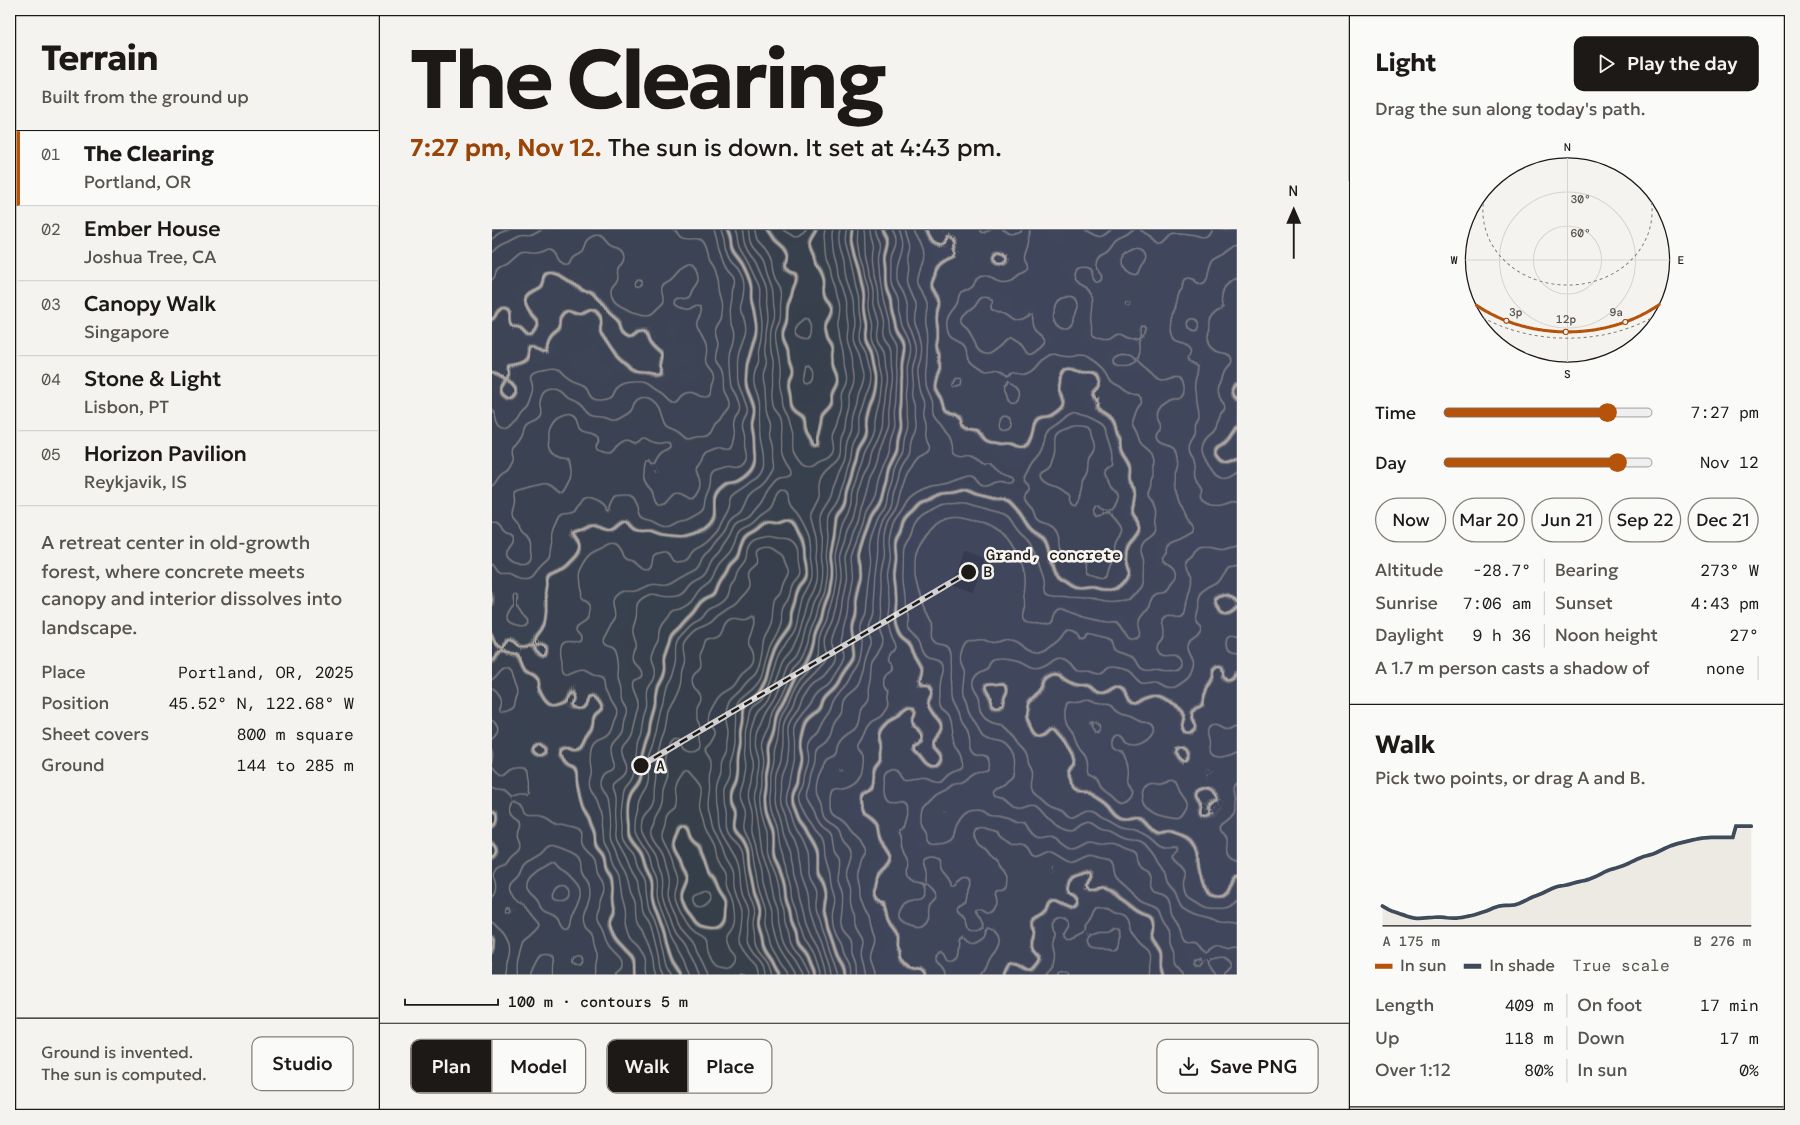 Terrain
Built from the ground up
01 The Clearing
Portland, OR
02 Ember House
Joshua Tree, CA
03 Canopy Walk
Singapore
04 Stone & Light
Lisbon, PT
05 Horizon Pavilion
Reykjavik, IS
A retreat center in old-growth
forest, where concrete meets
canopy and interior dissolves into
landscape.
Place Portland, OR, 2025
Position 45.52° N, 122.68° W
Sheet covers 800 m square
Ground 144 to 285 m
Ground is invented.
The sun is computed.
Studio
The Clearing
7:27 pm, Nov 12. The sun is down. It set at 4:43 pm.
N
Grand, concrete
B
A
100 m · contours 5 m
Plan Model Walk Place Save PNG
Light
Play the day
Drag the sun along today's path.
N
30°
60°
W E
3p 12p 9a
S
Time 7:27 pm
Day Nov 12
Now Mar 20 Jun 21 Sep 22 Dec 21
Altitude -28.7° Bearing 273° W
Sunrise 7:06 am Sunset 4:43 pm
Daylight 9 h 36 Noon height 27°
A 1.7 m person casts a shadow of none
Walk
Pick two points, or drag A and B.
A 175 m B 276 m
In sun In shade True scale
Length 409 m On foot 17 min
Up 118 m Down 17 m
Over 1:12 80% In sun 0%